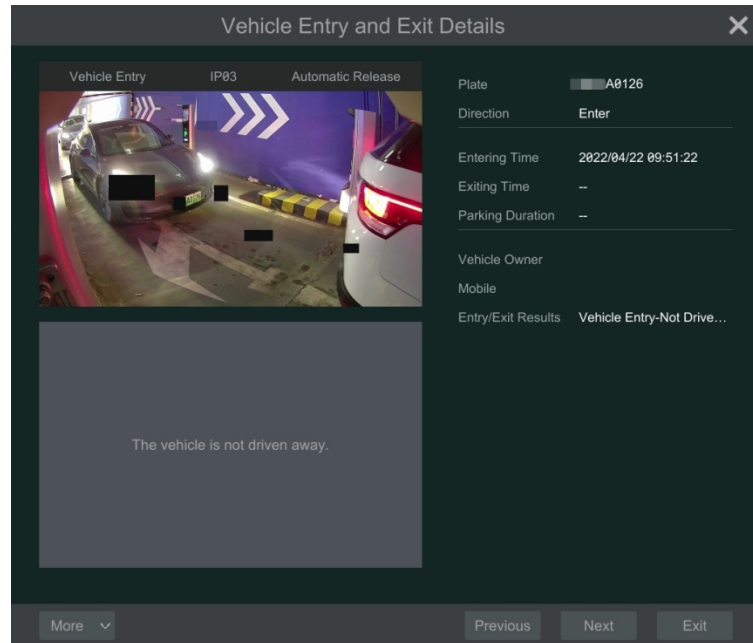 Vehicle Entry and Exit Details
Vehicle Entry IP03 Automatic Release
Plate A0126
Direction Enter
Entering Time 2022/04/22 09:51:22
Exiting Time --
Parking Duration --
Vehicle Owner
Mobile
Entry/Exit Results Vehicle Entry-Not Drive...
The vehicle is not driven away.
More Previous Next Exit